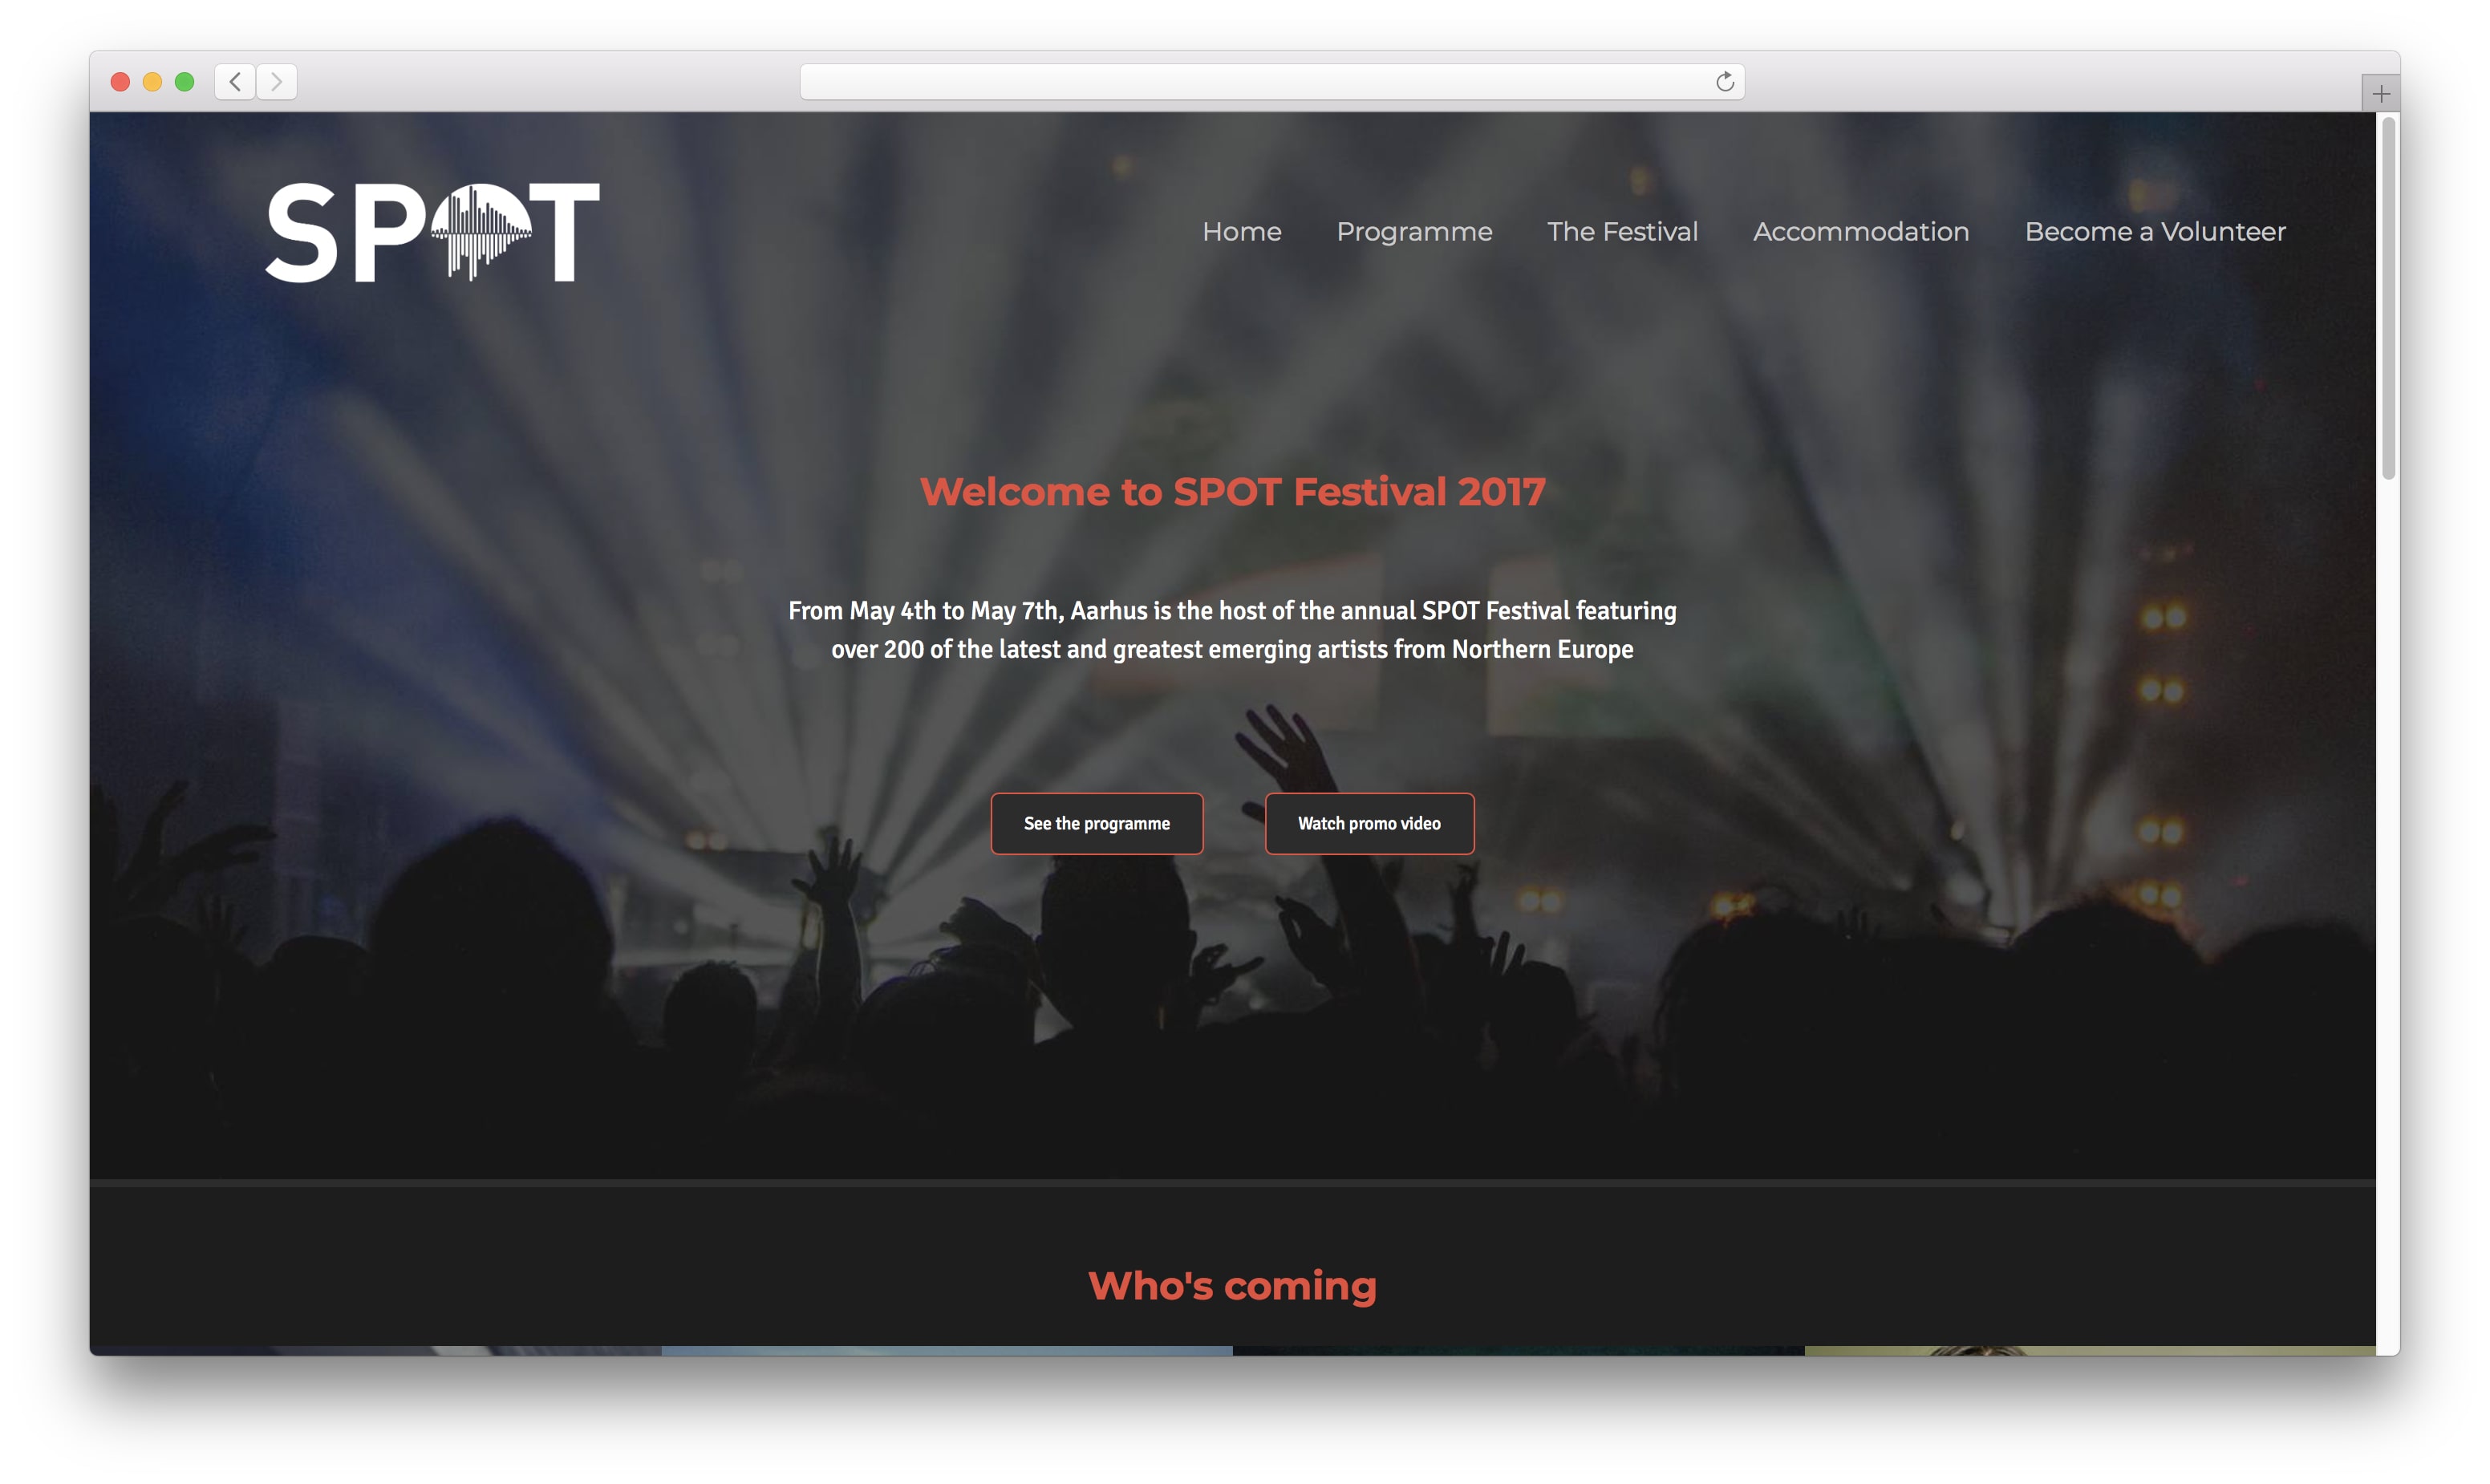 SPOT
Home Programme The Festival Accommodation Become a Volunteer
Welcome to SPOT Festival 2017
From May 4th to May 7th, Aarhus is the host of the annual SPOT Festival featuring
over 200 of the latest and greatest emerging artists from Northern Europe
See the programme Watch promo video
Who's coming